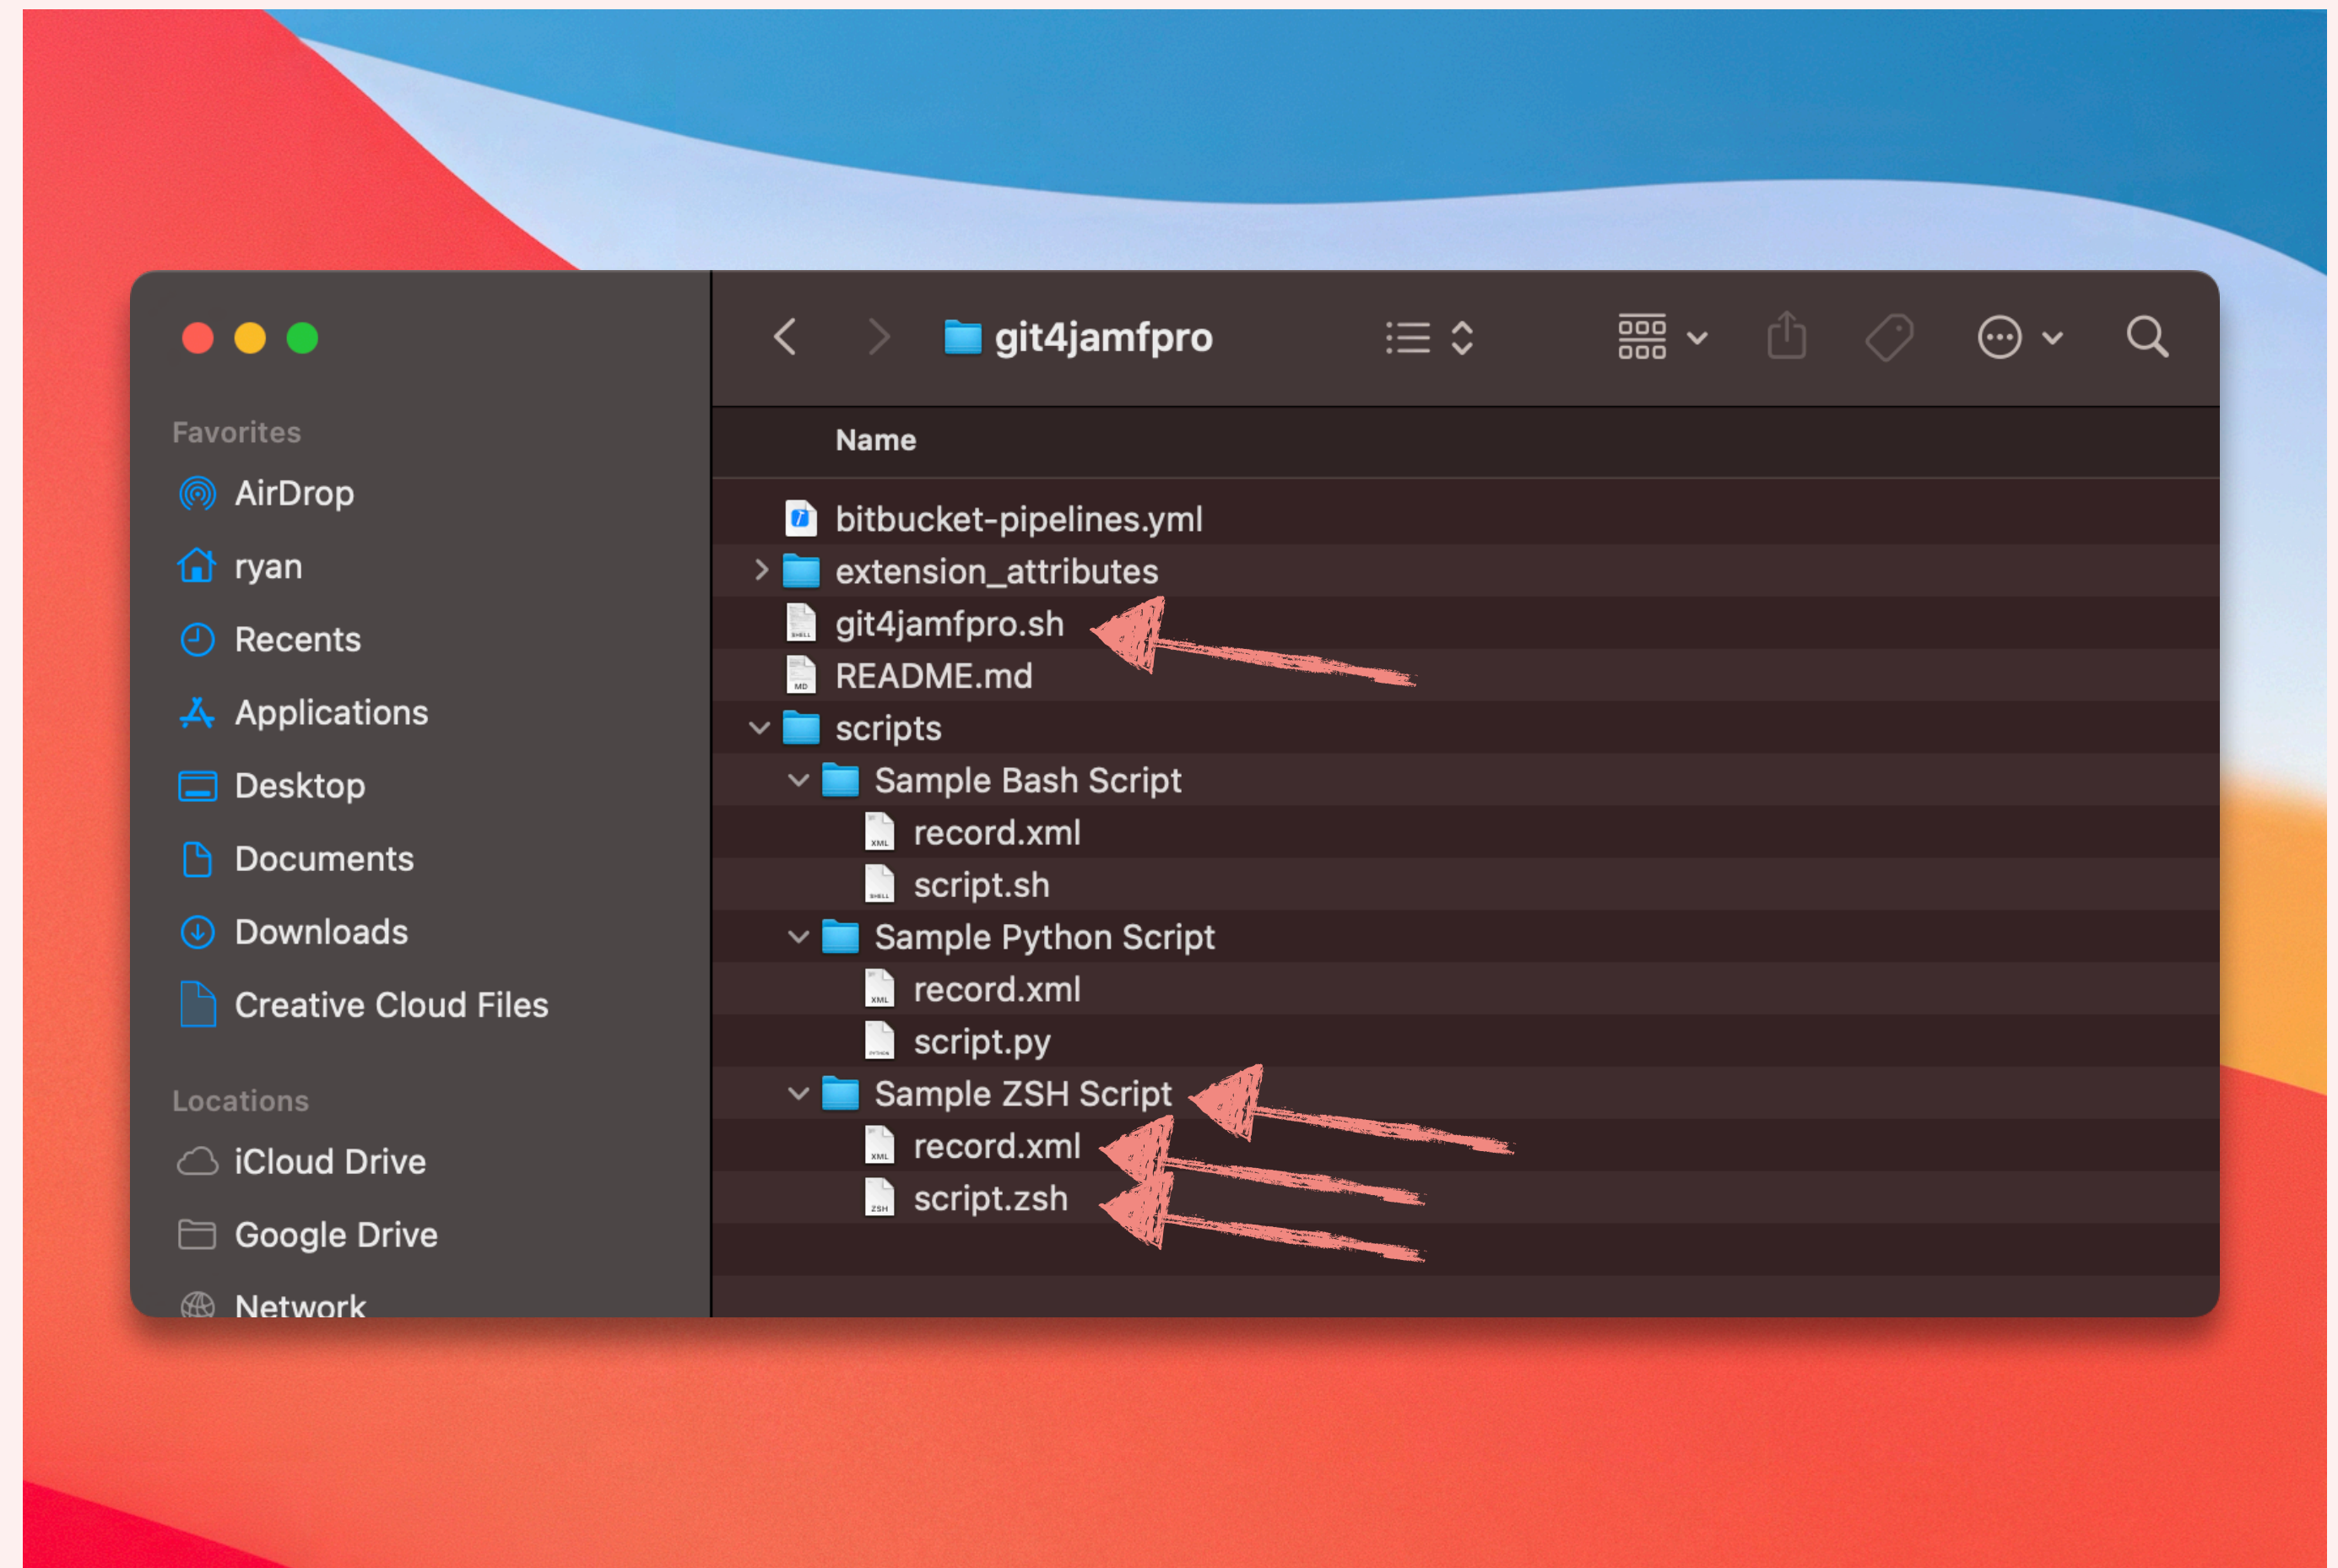 git4jamfpro
Favorites
AirDrop
ryan
Recents
Applications
Desktop
Documents
Downloads
Creative Cloud Files
Locations
iCloud Drive
Google Drive
Network
Name
bitbucket-pipelines.yml
extension_attributes
git4jamfpro.sh
README.md
scripts
Sample Bash Script
record.xml
script.sh
Sample Python Script
record.xml
script.py
Sample ZSH Script
record.xml
script.zsh